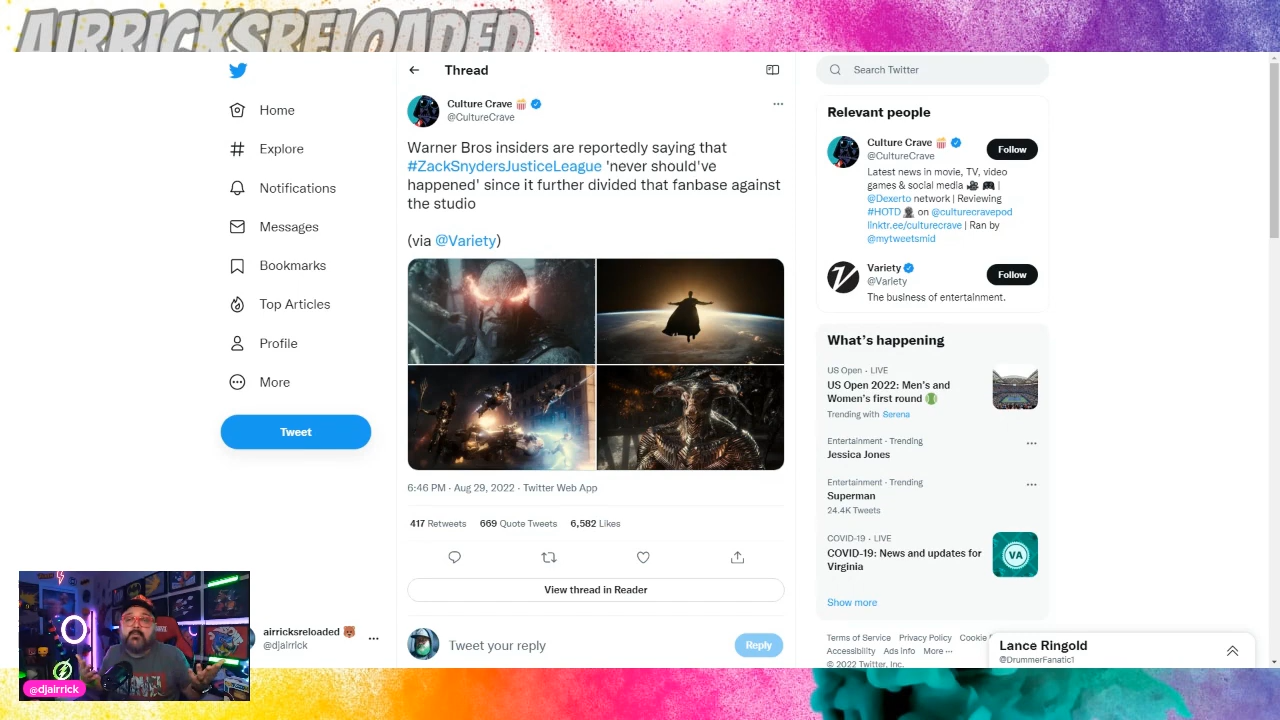 AIRRICKSRELOADED
Home
Explore
Notifications
Messages
Bookmarks
Top Articles
Profile
More
Tweet
airricksreloaded 🐻
@djairrick
@djairrick
Thread
Culture Crave 🍿
@CultureCrave
Warner Bros insiders are reportedly saying that
#ZackSnydersJusticeLeague 'never should've
happened' since it further divided that fanbase against
the studio
(via @Variety)
6:46 PM · Aug 29, 2022 · Twitter Web App
417 Retweets 669 Quote Tweets 6,582 Likes
View thread in Reader
Tweet your reply
Reply
Search Twitter
Relevant people
Culture Crave 🍿
@CultureCrave
Follow
Latest news in movie, TV, video
games & social media 🎥 🎮 |
@Dexerto network | Reviewing
#HOTD on @culturecravepod
linktr.ee/culturecrave | Ran by
@mytweetsmid
Variety
@Variety
Follow
The business of entertainment.
What's happening
US Open · LIVE
US Open 2022: Men's and
Women's first round 🎾
Trending with Serena
Entertainment · Trending
Jessica Jones
Entertainment · Trending
Superman
24.4K Tweets
COVID-19 · LIVE
COVID-19: News and updates for
Virginia
VA
Show more
Terms of Service Privacy Policy Cookie
Accessibility Ads info More ···
© 2022 Twitter, Inc.
Lance Ringold
@DrummerFanatic1